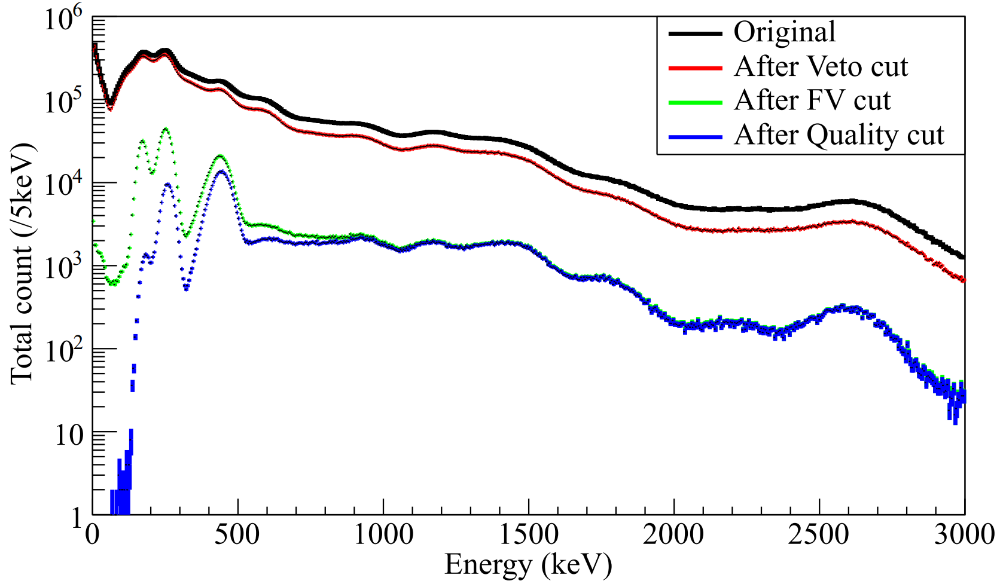 Total count (/5keV)
10^6
10^5
10^4
10^3
10^2
10
1
Original
After Veto cut
After FV cut
After Quality cut
0 500 1000 1500 2000 2500 3000
Energy (keV)